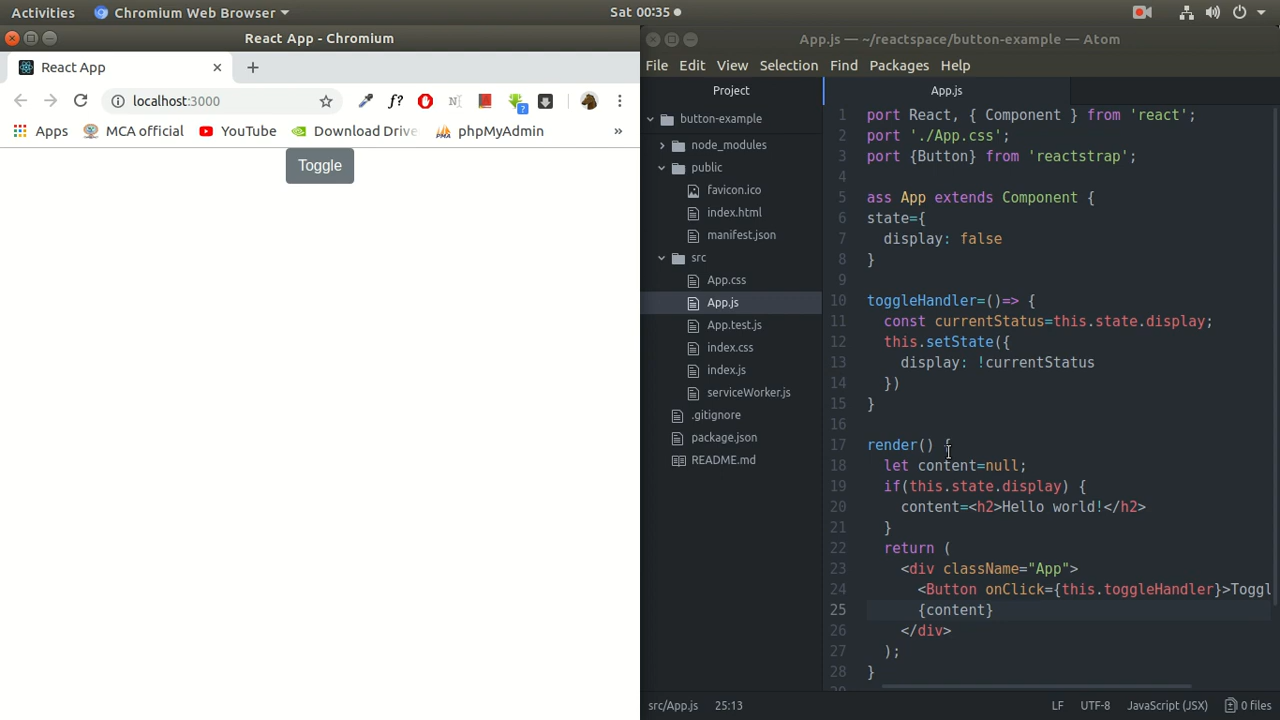 Activities Chromium Web Browser Sat 00:35
React App - Chromium
React App
localhost:3000
Apps MCA official YouTube Download Drive phpMyAdmin »
Toggle
App.js — ~/reactspace/button-example — Atom
File Edit View Selection Find Packages Help
Project
button-example
node_modules
public
favicon.ico
index.html
manifest.json
src
App.css
App.js
App.test.js
index.css
index.js
serviceWorker.js
.gitignore
package.json
README.md
App.js
1 port React, { Component } from 'react';
2 port './App.css';
3 port {Button} from 'reactstrap';
4
5 ass App extends Component {
6 state={
7 display: false
8 }
9
10 toggleHandler=()=> {
11 const currentStatus=this.state.display;
12 this.setState({
13 display: !currentStatus
14 })
15 }
16
17 render() {
18 let content=null;
19 if(this.state.display) {
20 content=<h2>Hello world!</h2>
21 }
22 return (
23 <div className="App">
24 <Button onClick={this.toggleHandler}>Toggl
25 {content}
26 </div>
27 );
28 }
src/App.js 25:13 LF UTF-8 JavaScript (JSX) 0 files